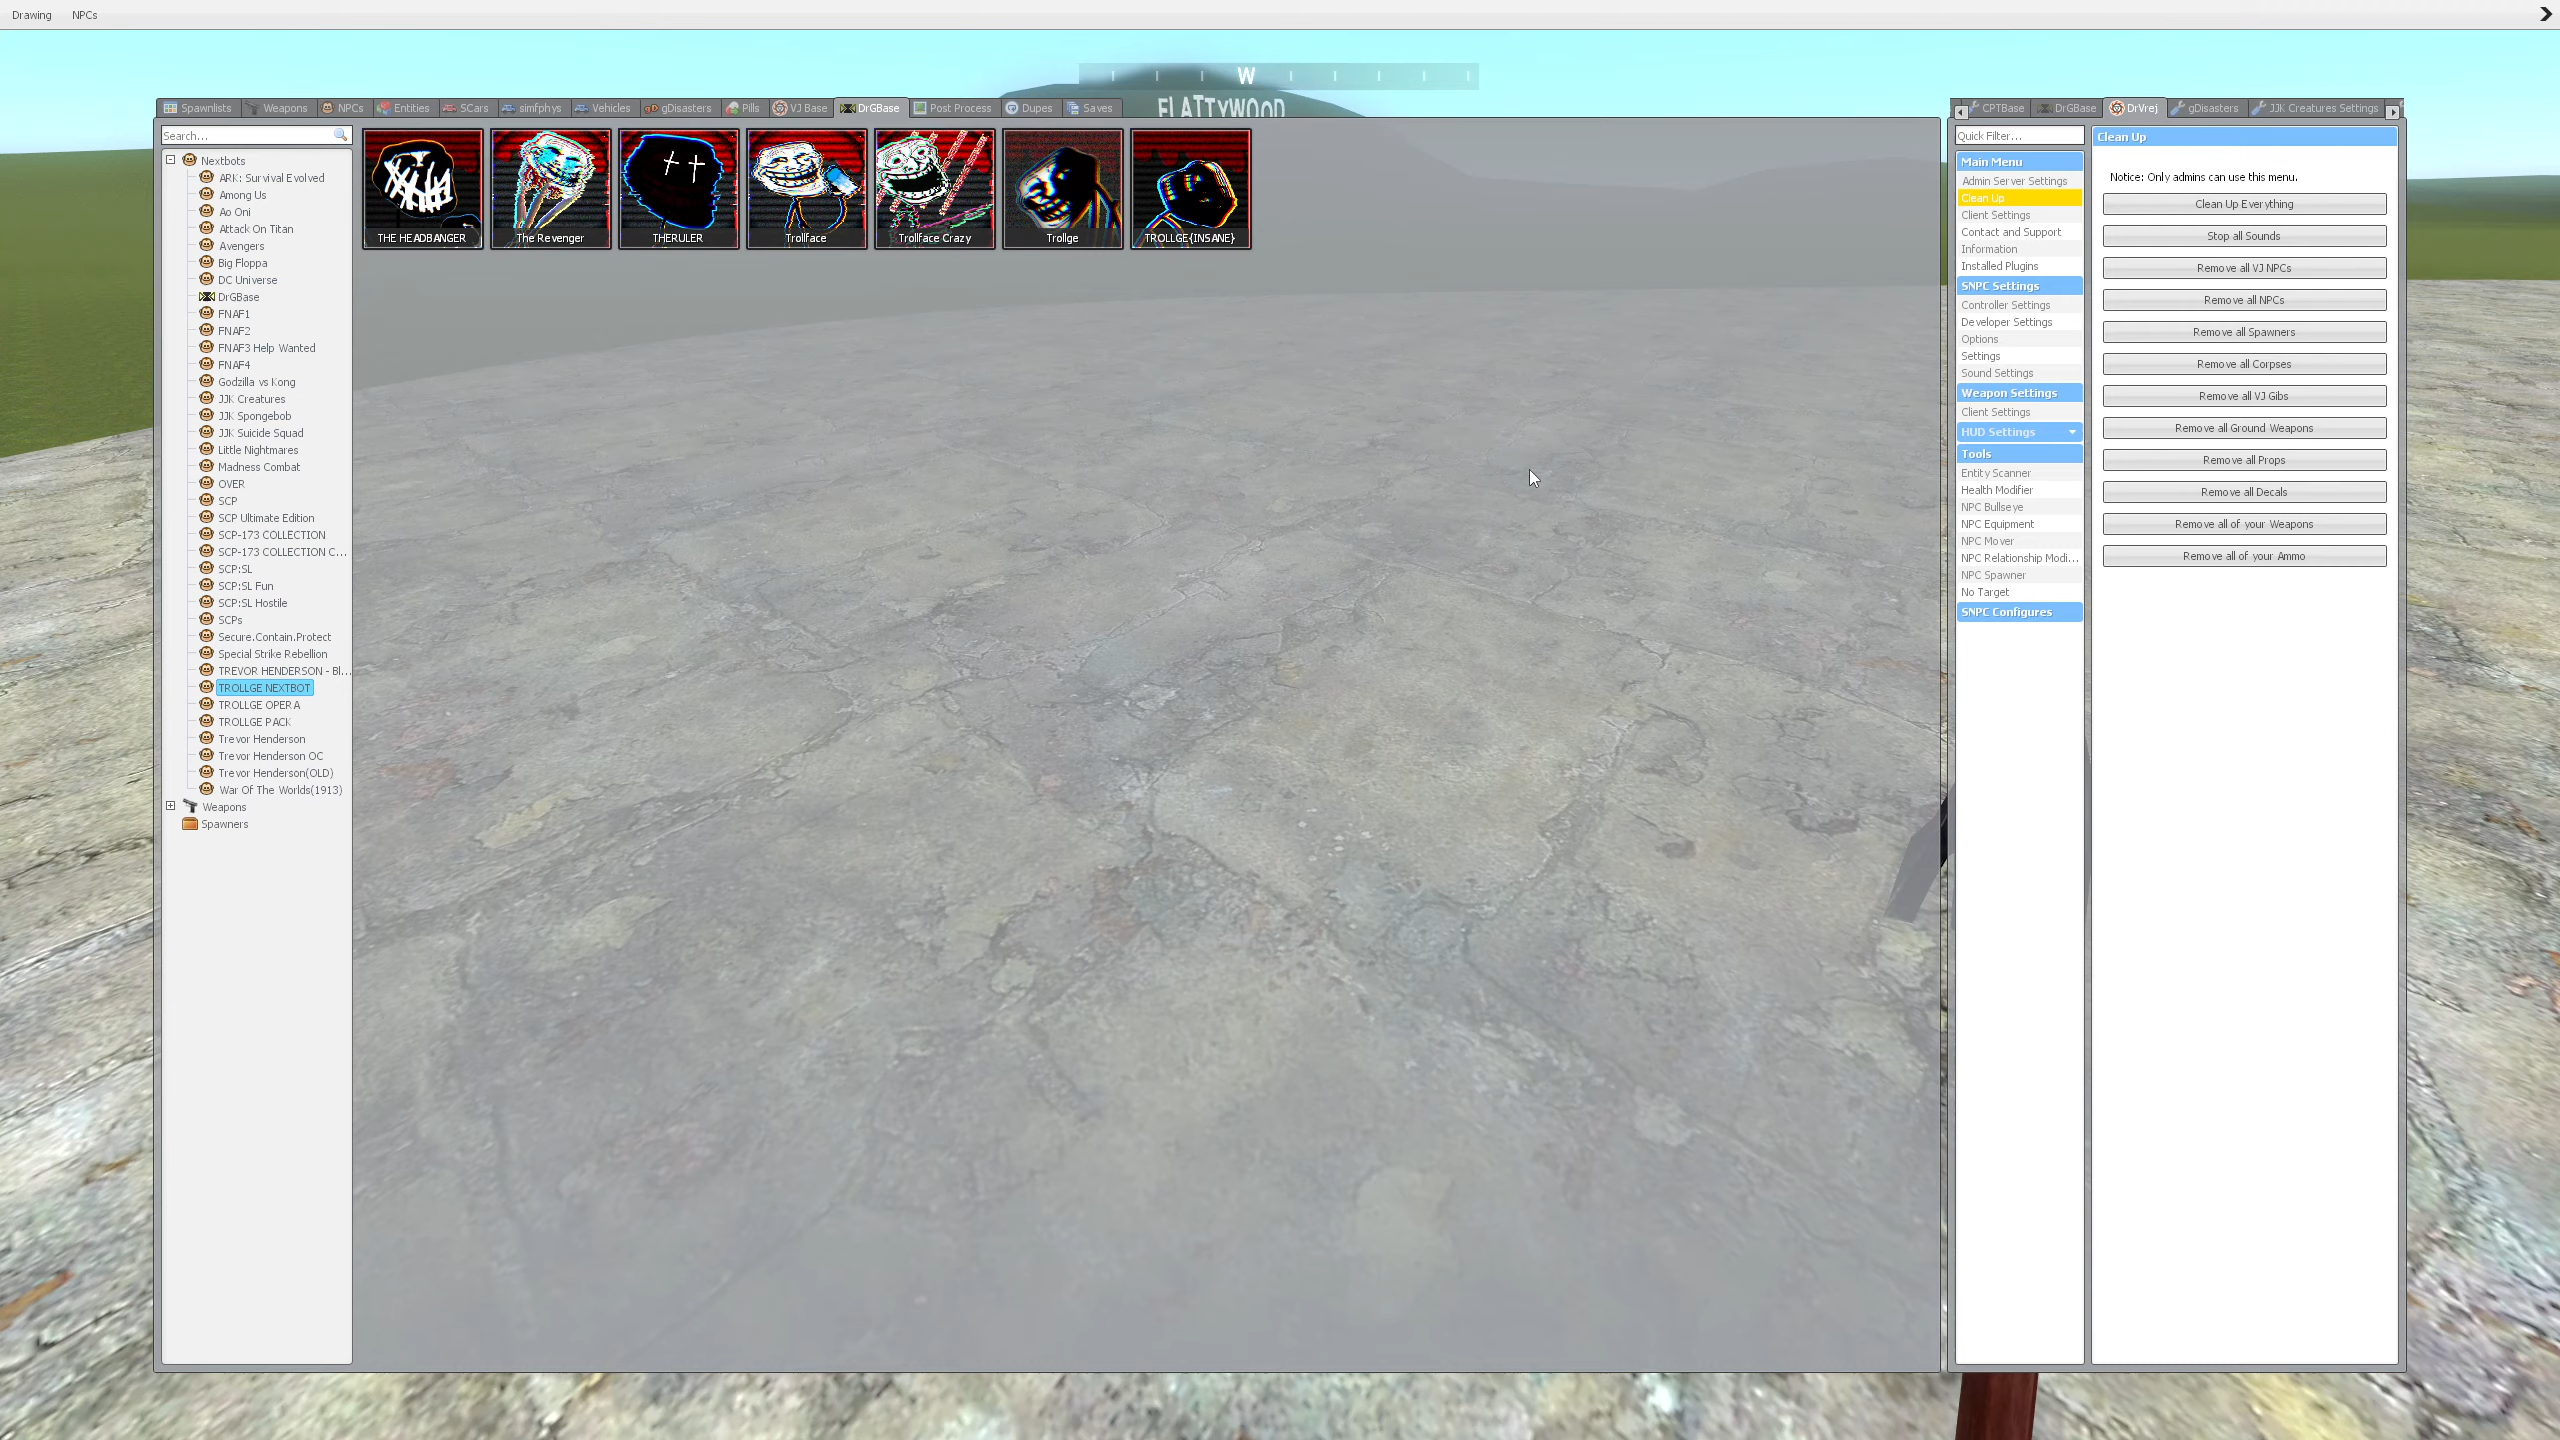 Drawing NPCs
W
FLATTYWOOD
Spawnlists Weapons NPCs Entities SCars simfphys Vehicles gDisasters Pills VJ Base DrGBase Post Process Dupes Saves
Search...
Nextbots
ARK: Survival Evolved
Among Us
Ao Oni
Attack On Titan
Avengers
Big Floppa
DC Universe
DrGBase
FNAF1
FNAF2
FNAF3 Help Wanted
FNAF4
Godzilla vs Kong
JJK Creatures
JJK Spongebob
JJK Suicide Squad
Little Nightmares
Madness Combat
OVER
SCP
SCP Ultimate Edition
SCP-173 COLLECTION
SCP-173 COLLECTION C...
SCP:SL
SCP:SL Fun
SCP:SL Hostile
SCPs
Secure.Contain.Protect
Special Strike Rebellion
TREVOR HENDERSON - Bl...
TROLLGE NEXTBOT
TROLLGE OPERA
TROLLGE PACK
Trevor Henderson
Trevor Henderson OC
Trevor Henderson(OLD)
War Of The Worlds(1913)
Weapons
Spawners
THE HEADBANGER The Revenger THERULER Trollface Trollface Crazy Trollge TROLLGE{INSANE}
CPTBase DrGBase DrVrej gDisasters JJK Creatures Settings
Quick Filter...
Main Menu
Admin Server Settings
Clean Up
Client Settings
Contact and Support
Information
Installed Plugins
SNPC Settings
Controller Settings
Developer Settings
Options
Settings
Sound Settings
Weapon Settings
Client Settings
HUD Settings
Tools
Entity Scanner
Health Modifier
NPC Bullseye
NPC Equipment
NPC Mover
NPC Relationship Modi...
NPC Spawner
No Target
SNPC Configures
Clean Up
Notice: Only admins can use this menu.
Clean Up Everything
Stop all Sounds
Remove all VJ NPCs
Remove all NPCs
Remove all Spawners
Remove all Corpses
Remove all VJ Gibs
Remove all Ground Weapons
Remove all Props
Remove all Decals
Remove all of your Weapons
Remove all of your Ammo